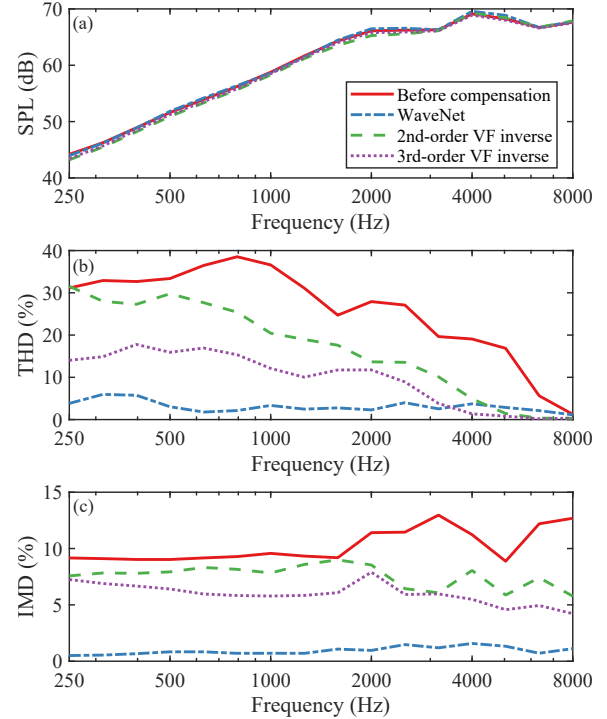 (a)
70
60
50
40
SPL (dB)
Before compensation
WaveNet
2nd-order VF inverse
3rd-order VF inverse
250 500 1000 2000 4000 8000
Frequency (Hz)
(b)
40
30
20
10
0
THD (%)
250 500 1000 2000 4000 8000
Frequency (Hz)
(c)
15
10
5
0
IMD (%)
250 500 1000 2000 4000 8000
Frequency (Hz)